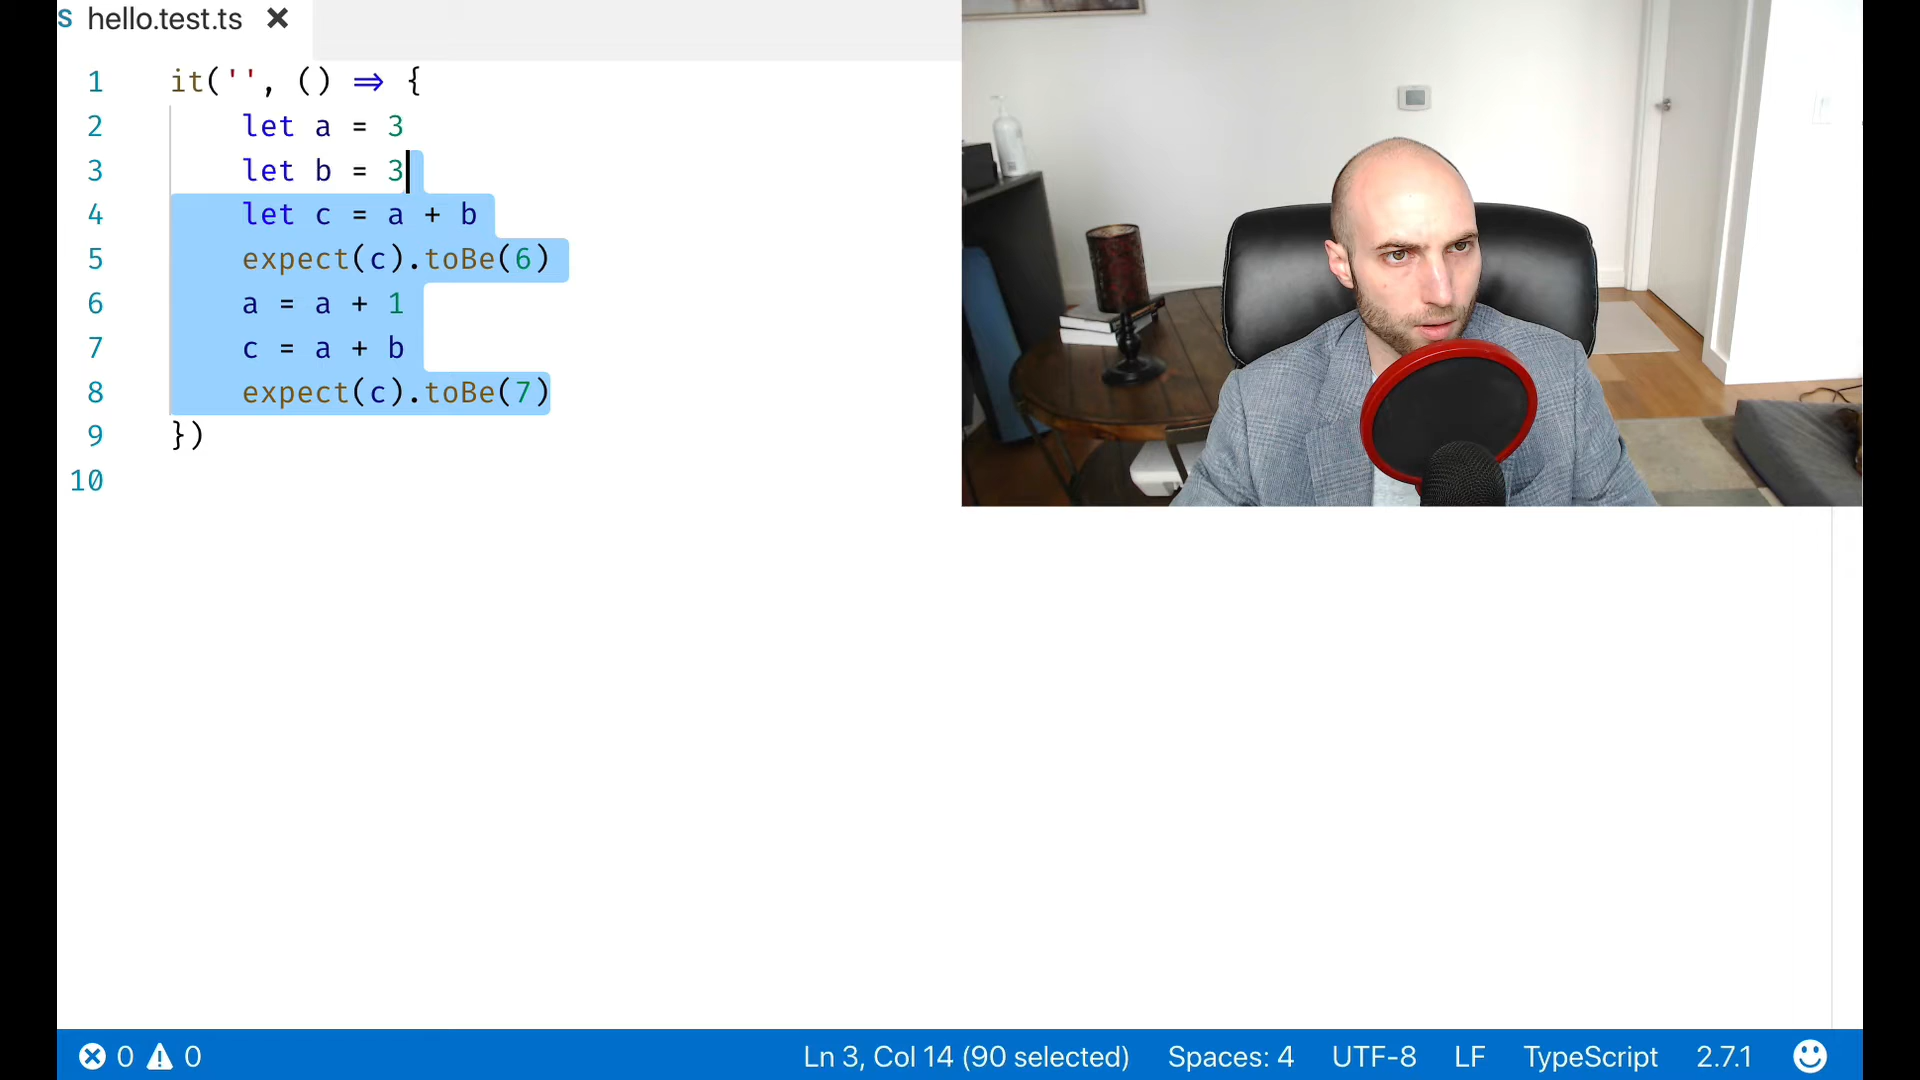 S hello.test.ts ×
1 it('', () => {
2 let a = 3
3 let b = 3
4 let c = a + b
5 expect(c).toBe(6)
6 a = a + 1
7 c = a + b
8 expect(c).toBe(7)
9 })
10
0 0 Ln 3, Col 14 (90 selected) Spaces: 4 UTF-8 LF TypeScript 2.7.1